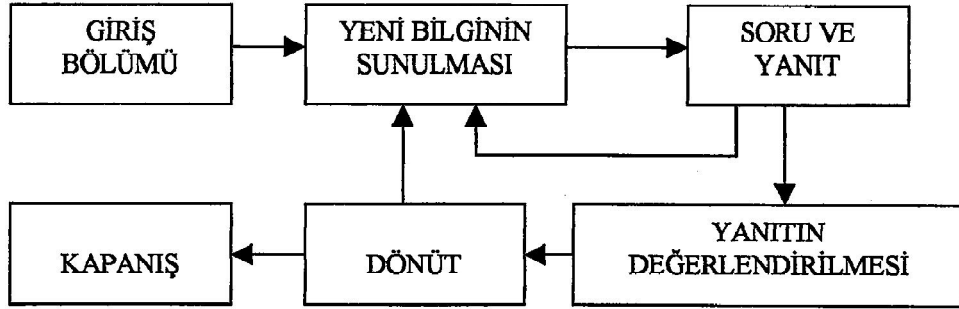 GİRİŞ
BÖLÜMÜ
YENİ BİLGİNİN
SUNULMASI
SORU VE
YANIT
YANITIN
DEĞERLENDİRİLMESİ
DÖNÜT
KAPANIŞ